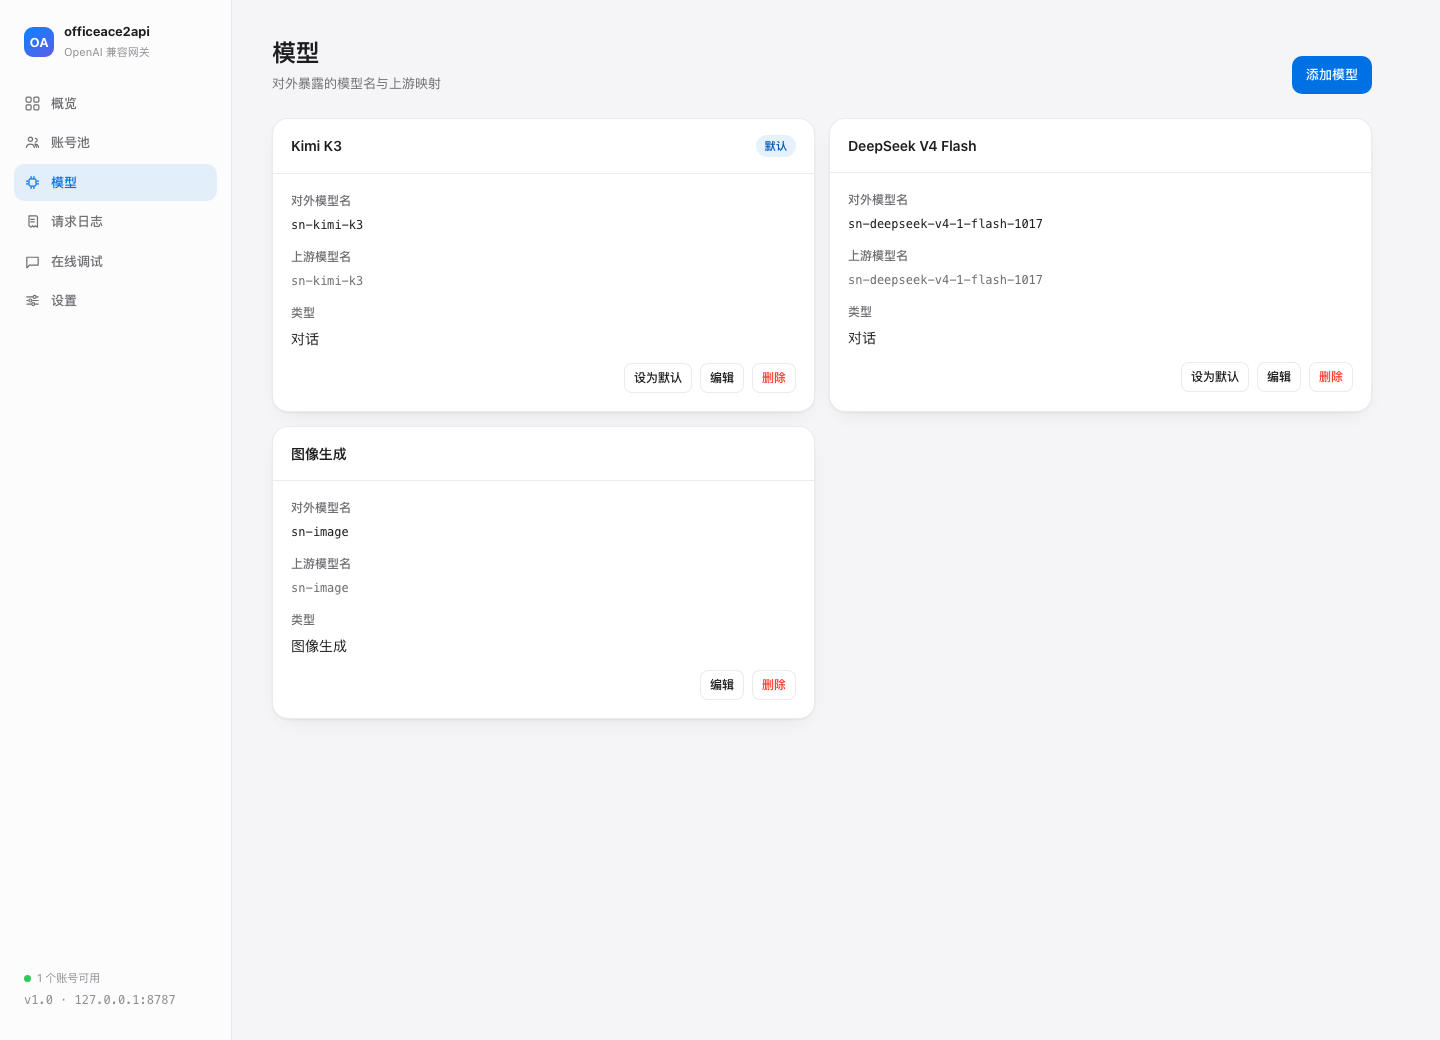 OA
officeace2api
OpenAI 兼容网关
概览
账号池
模型
请求日志
在线调试
设置
1 个账号可用
v1.0 · 127.0.0.1:8787
模型
对外暴露的模型名与上游映射
添加模型
Kimi K3
默认
对外模型名
sn-kimi-k3
上游模型名
sn-kimi-k3
类型
对话
设为默认 编辑 删除
DeepSeek V4 Flash
对外模型名
sn-deepseek-v4-1-flash-1017
上游模型名
sn-deepseek-v4-1-flash-1017
类型
对话
设为默认 编辑 删除
图像生成
对外模型名
sn-image
上游模型名
sn-image
类型
图像生成
编辑 删除